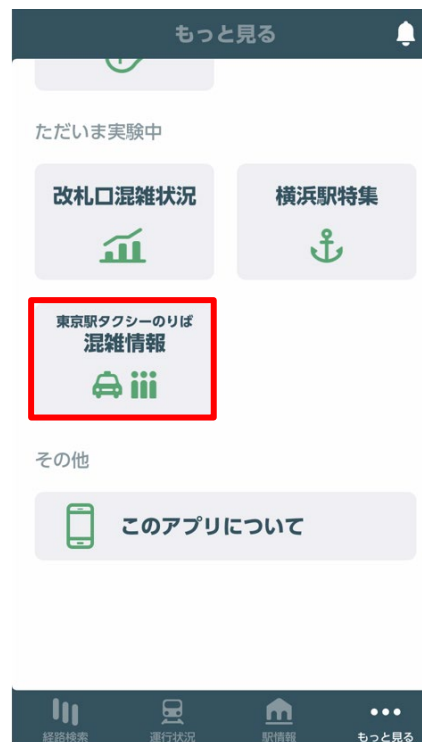 もっと見る
ただいま実験中
改札口混雑状況
横浜駅特集
東京駅タクシーのりば
混雑情報
その他
このアプリについて
経路検索
運行状況
駅情報
もっと見る